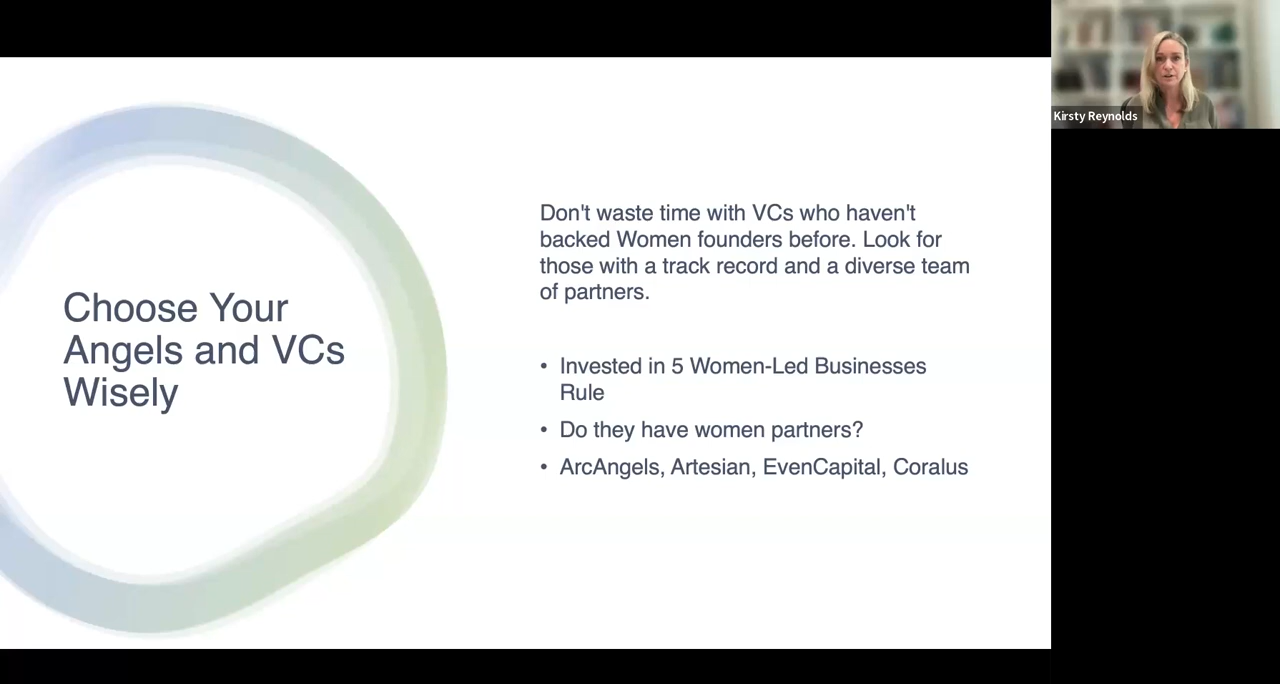 Choose Your
Angels and VCs
Wisely
Don't waste time with VCs who haven't
backed Women founders before. Look for
those with a track record and a diverse team
of partners.
• Invested in 5 Women-Led Businesses
Rule
• Do they have women partners?
• ArcAngels, Artesian, EvenCapital, Coralus
Kirsty Reynolds